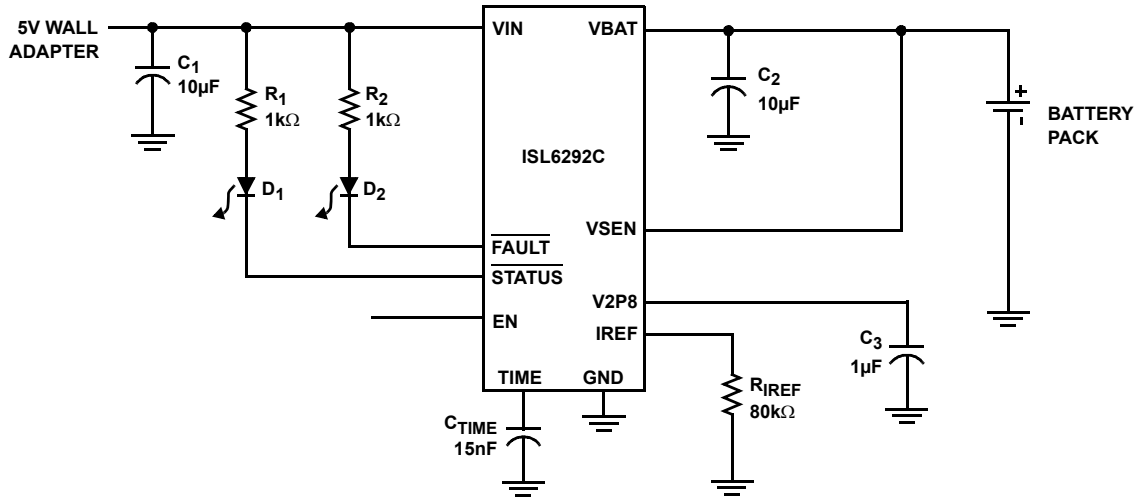 5V WALL
ADAPTER
C1
10µF
R1
1kΩ
R2
1kΩ
D1
D2
VIN
VBAT
ISL6292C
FAULT
STATUS
EN
TIME
GND
VSEN
V2P8
IREF
C2
10µF
+
-
BATTERY
PACK
C3
1µF
RIREF
80kΩ
CTIME
15nF